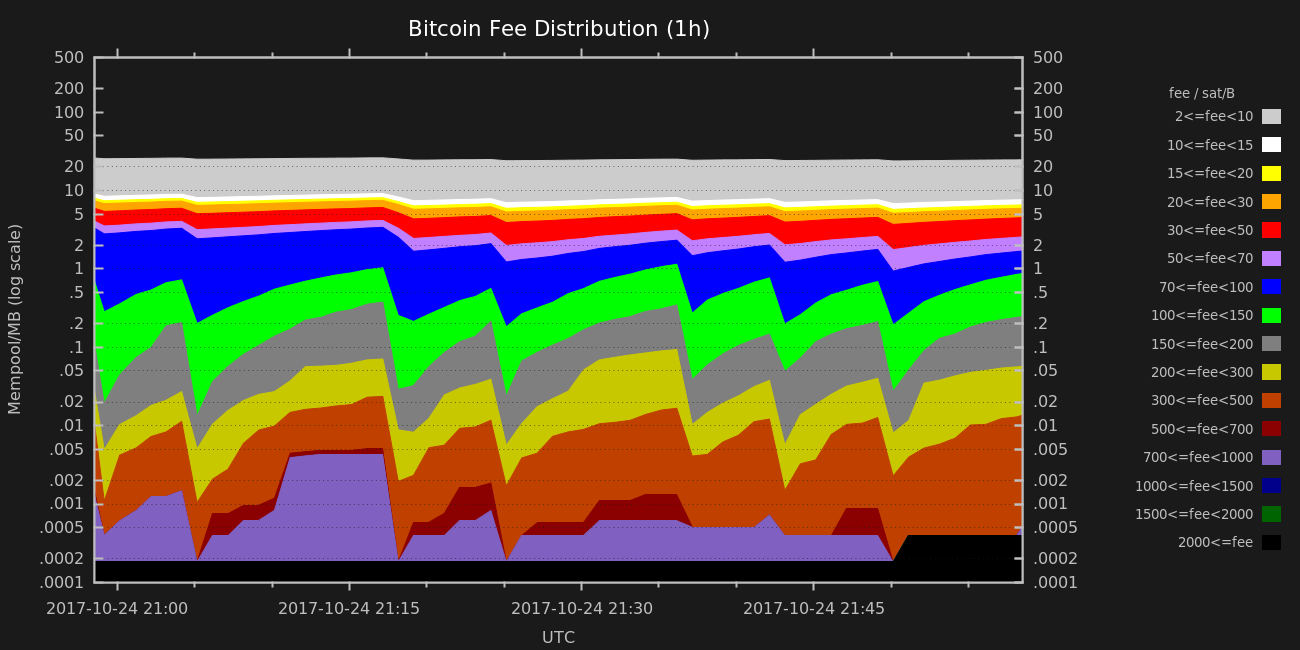 Bitcoin Fee Distribution (1h)
Mempool/MB (log scale)
500
200
100
50
20
10
5
2
1
.5
.2
.1
.05
.02
.01
.005
.002
.001
.0005
.0002
.0001
500
200
100
50
20
10
5
2
1
.5
.2
.1
.05
.02
.01
.005
.002
.001
.0005
.0002
.0001
2017-10-24 21:00
2017-10-24 21:15
2017-10-24 21:30
2017-10-24 21:45
UTC
fee / sat/B
2<=fee<10
10<=fee<15
15<=fee<20
20<=fee<30
30<=fee<50
50<=fee<70
70<=fee<100
100<=fee<150
150<=fee<200
200<=fee<300
300<=fee<500
500<=fee<700
700<=fee<1000
1000<=fee<1500
1500<=fee<2000
2000<=fee